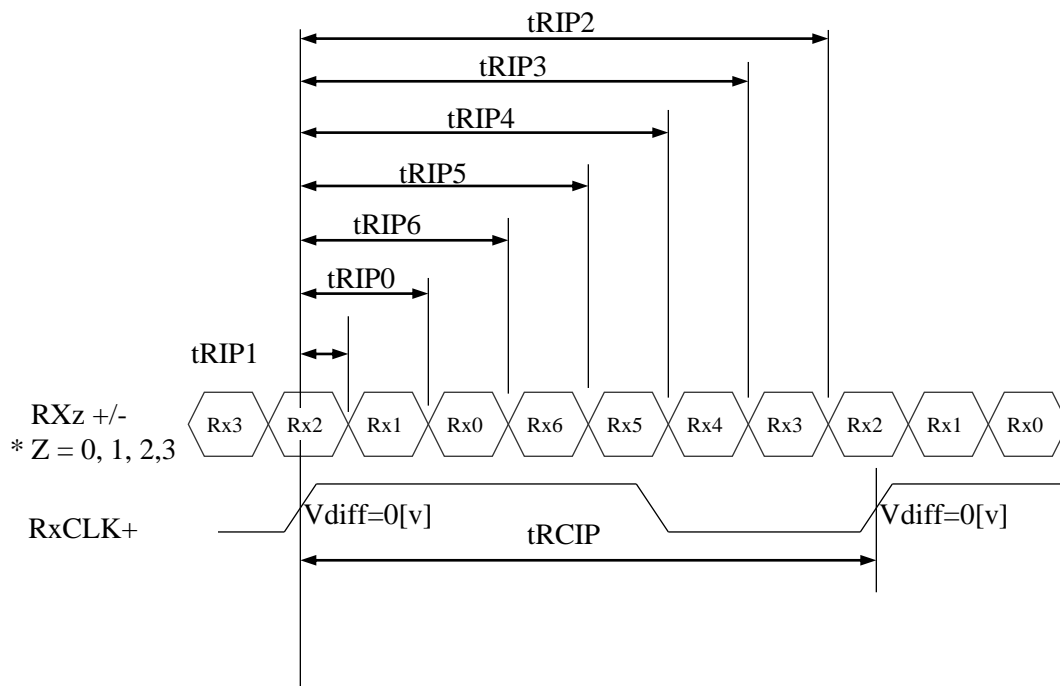 tRIP2
tRIP3
tRIP4
tRIP5
tRIP6
tRIP0
tRIP1
RXz +/-
* Z = 0, 1, 2,3
Rx3 Rx2 Rx1 Rx0 Rx6 Rx5 Rx4 Rx3 Rx2 Rx1 Rx0
RxCLK+
Vdiff=0[v] Vdiff=0[v]
tRCIP